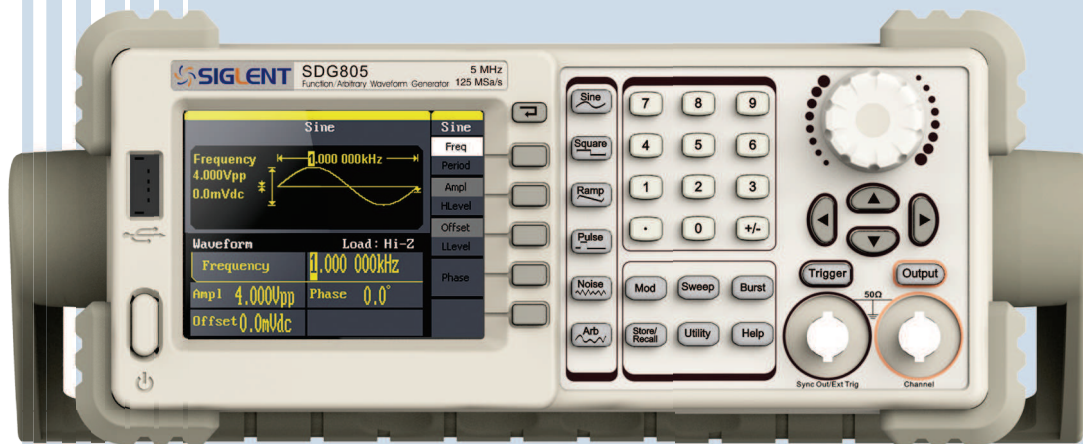 SIGLENT
SDG805
Function/Arbitrary Waveform Generator
5 MHz
125 MSa/s
Sine
Frequency
1.000 000kHz
4.000Vpp
0.0mVdc
Waveform
Load: Hi-Z
Frequency
1.000 000kHz
Ampl 4.000Vpp
Phase 0.0°
Offset 0.0mVdc
Sine
Freq
Period
Ampl
HLevel
Offset
LLevel
Phase
Sine
Square
Ramp
Pulse
Noise
Arb
7 8 9
4 5 6
1 2 3
. 0 +/-
Mod Sweep Burst
Store/
Recall
Utility Help
Trigger
Output
50Ω
Sync Out/Ext Trig
Channel